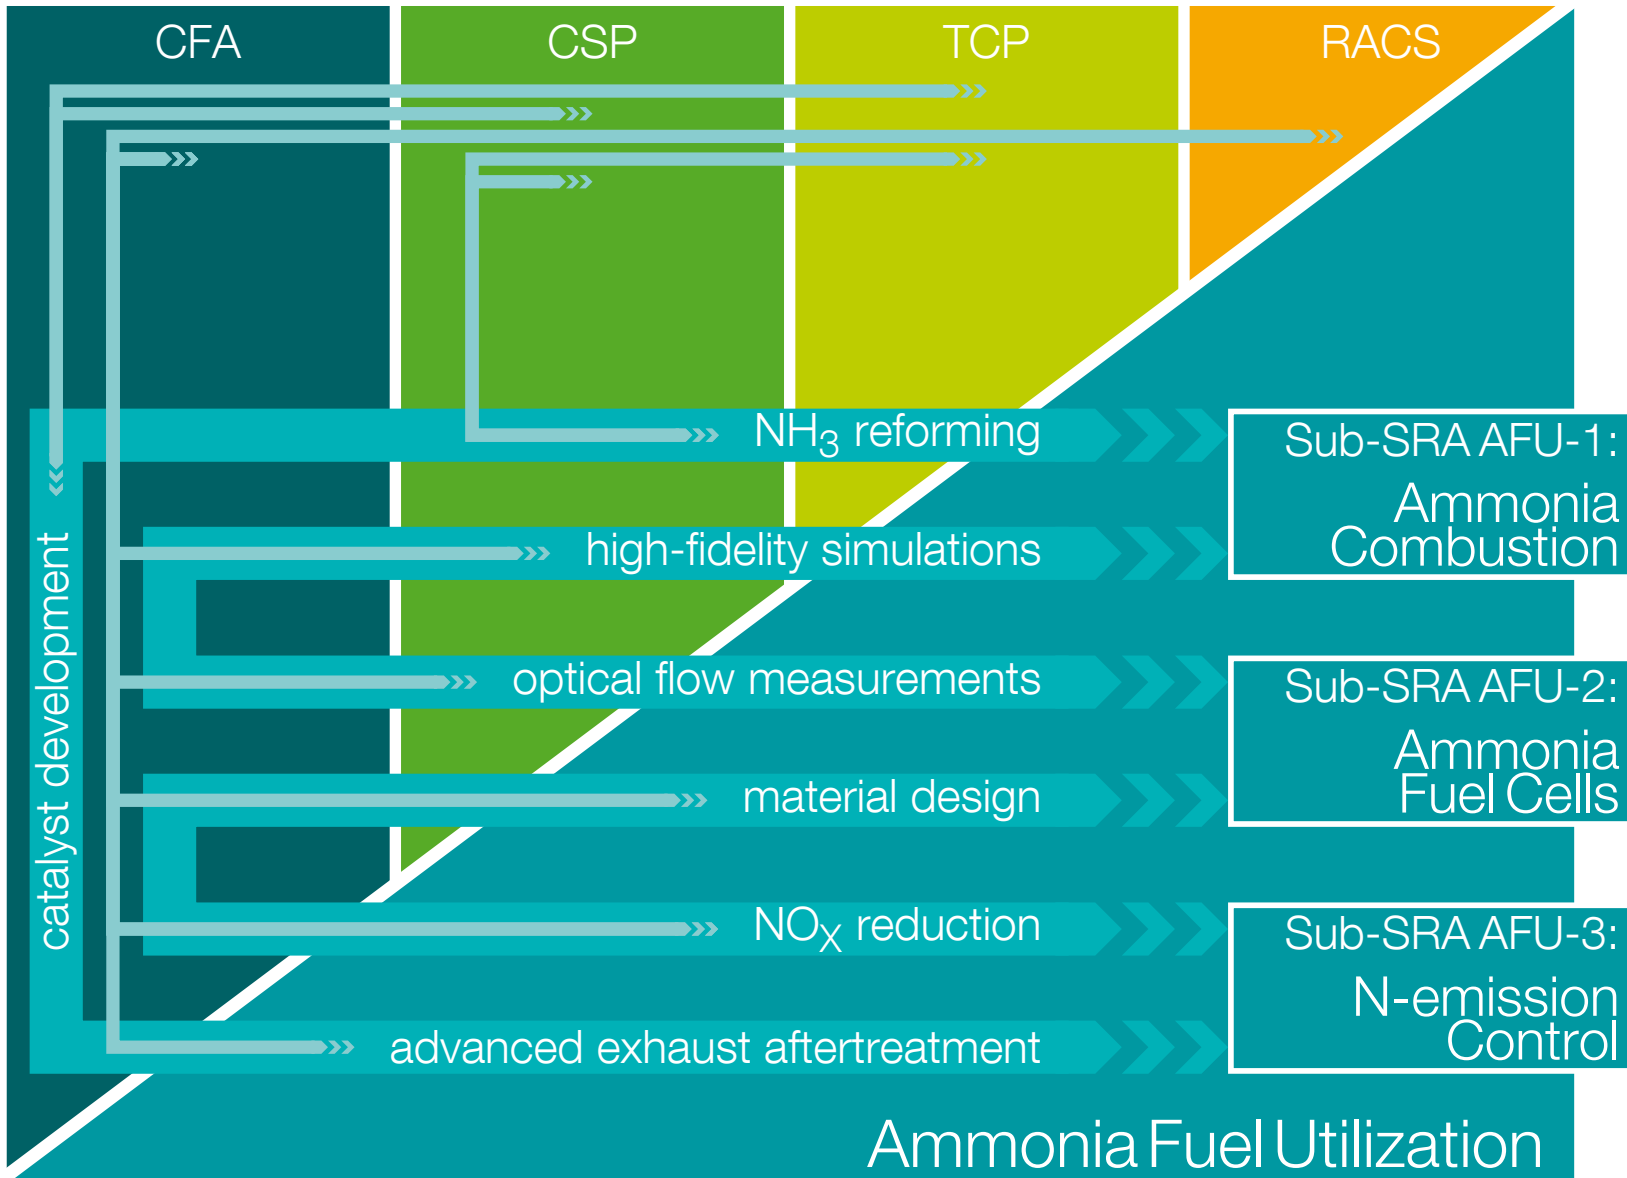 CFA
CSP
TCP
RACS
catalyst development
NH₃ reforming
high-fidelity simulations
optical flow measurements
material design
NOₓ reduction
advanced exhaust aftertreatment
Sub-SRA AFU-1:
Ammonia
Combustion
Sub-SRA AFU-2:
Ammonia
Fuel Cells
Sub-SRA AFU-3:
N-emission
Control
Ammonia Fuel Utilization